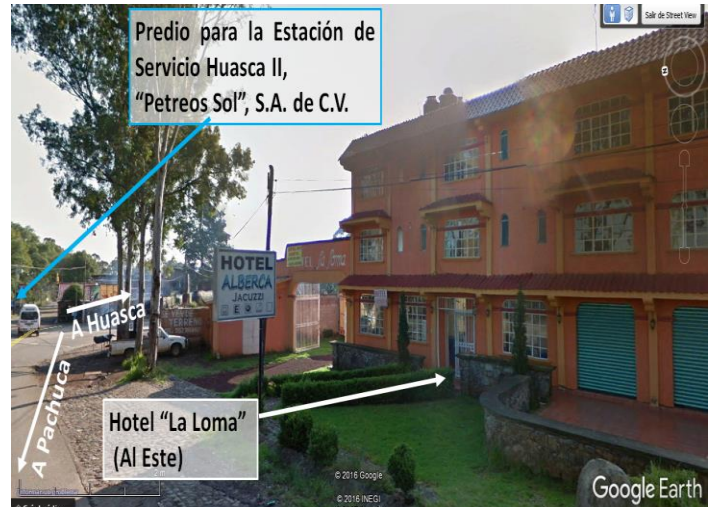 Salir de Street View
Predio para la Estación de
Servicio Huasca II,
"Petreos Sol", S.A. de C.V.
HOTEL
ALBERCA
JACUZZI
A Huasca
TERRENO
A Pachuca
Hotel "La Loma"
(Al Este)
© 2016 Google
© 2016 INEGI
Google Earth